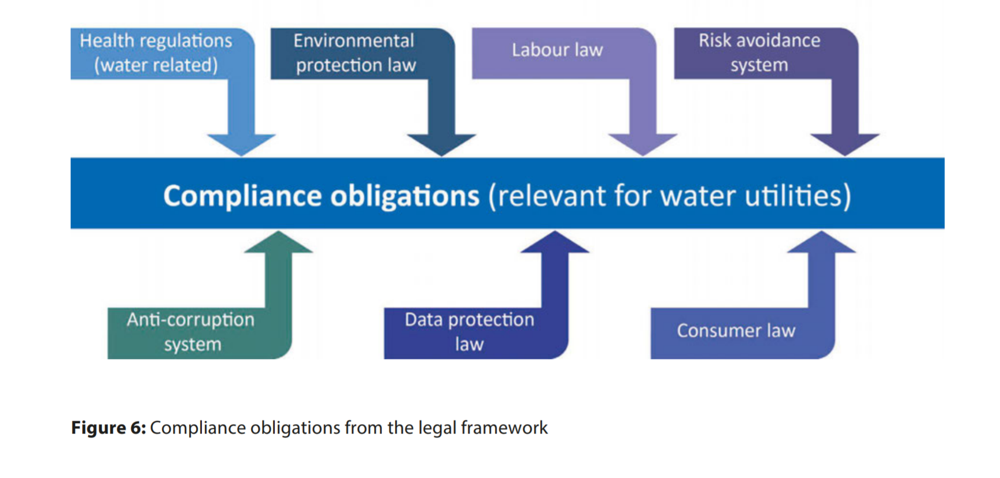 Health regulations
(water related)
Environmental
protection law
Labour law
Risk avoidance
system
Compliance obligations (relevant for water utilities)
Anti-corruption
system
Data protection
law
Consumer law
Figure 6: Compliance obligations from the legal framework